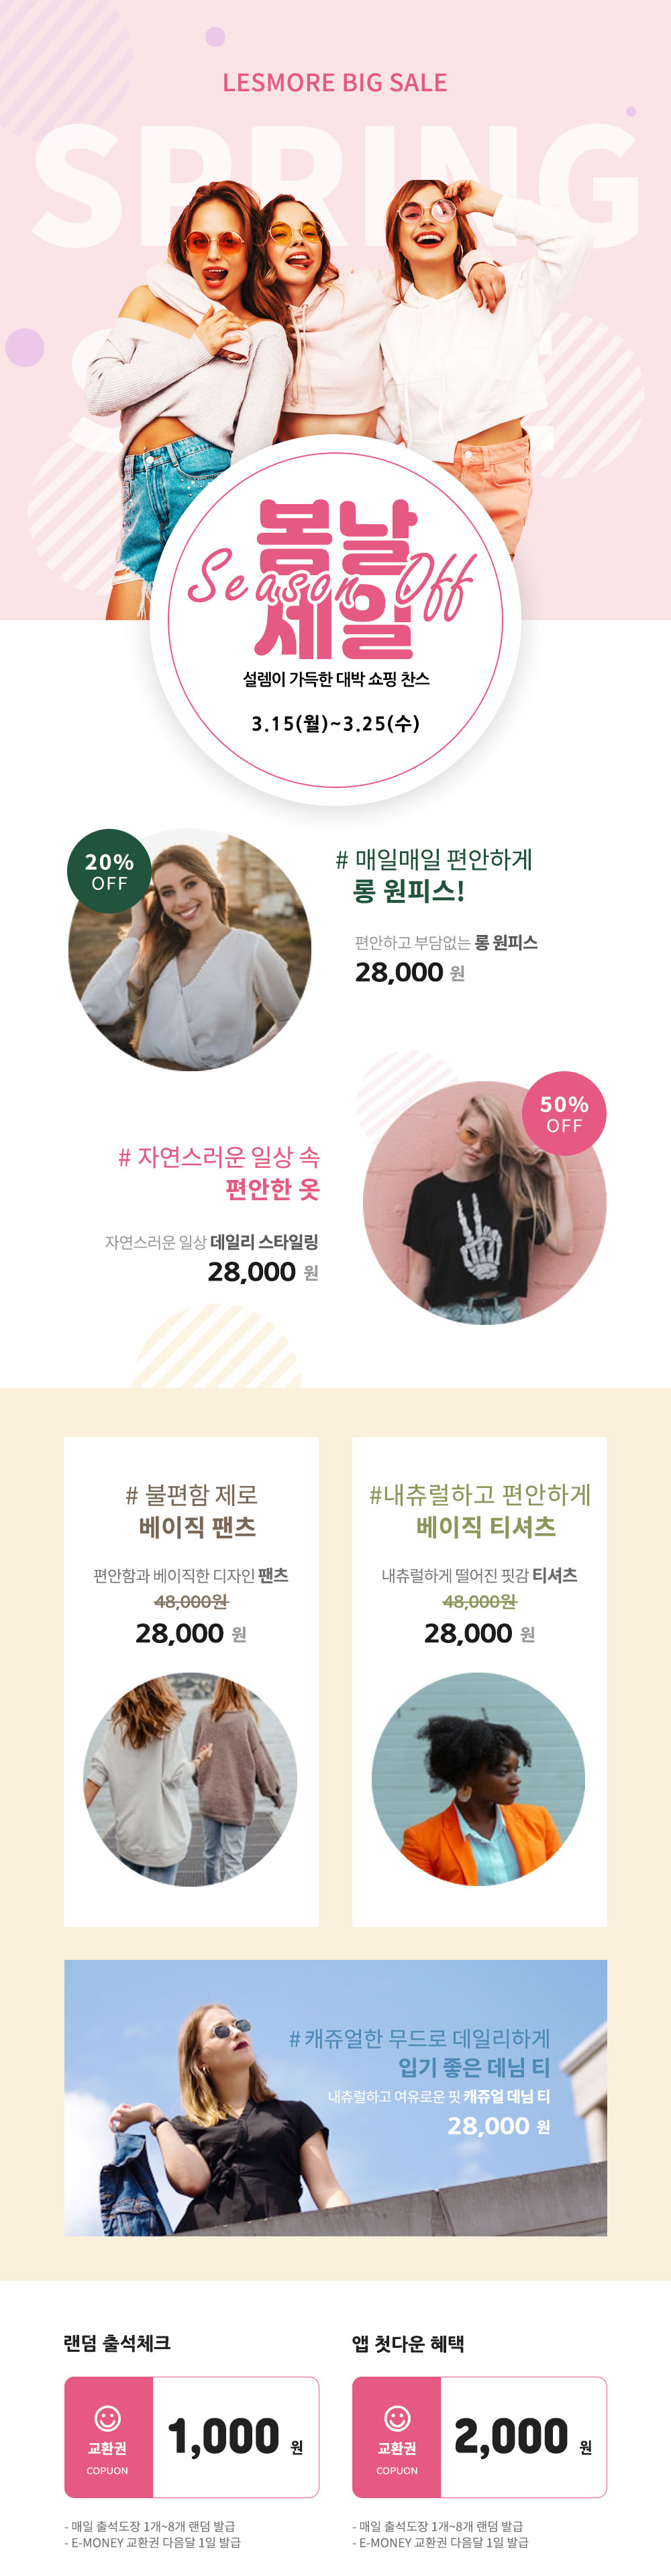 LESMORE BIG SALE
SPRING
봄날
Season Off
세일
설렘이 가득한 대박 쇼핑 찬스
3.15(월)~3.25(수)
20%
OFF
# 매일매일 편안하게
롱 원피스!
편안하고 부담없는 롱 원피스
28,000 원
50%
OFF
# 자연스러운 일상 속
편안한 옷
자연스러운 일상 데일리 스타일링
28,000 원
# 불편함 제로
베이직 팬츠
편안함과 베이직한 디자인 팬츠
48,000원
28,000 원
#내츄럴하고 편안하게
베이직 티셔츠
내츄럴하게 떨어진 핏감 티셔츠
48,000원
28,000 원
# 캐쥬얼한 무드로 데일리하게
입기 좋은 데님 티
내츄럴하고 여유로운 핏 캐쥬얼 데님 티
28,000 원
랜덤 출석체크
교환권
COPUON
1,000 원
- 매일 출석도장 1개~8개 랜덤 발급
- E-MONEY 교환권 다음달 1일 발급
앱 첫다운 혜택
교환권
COPUON
2,000 원
- 매일 출석도장 1개~8개 랜덤 발급
- E-MONEY 교환권 다음달 1일 발급